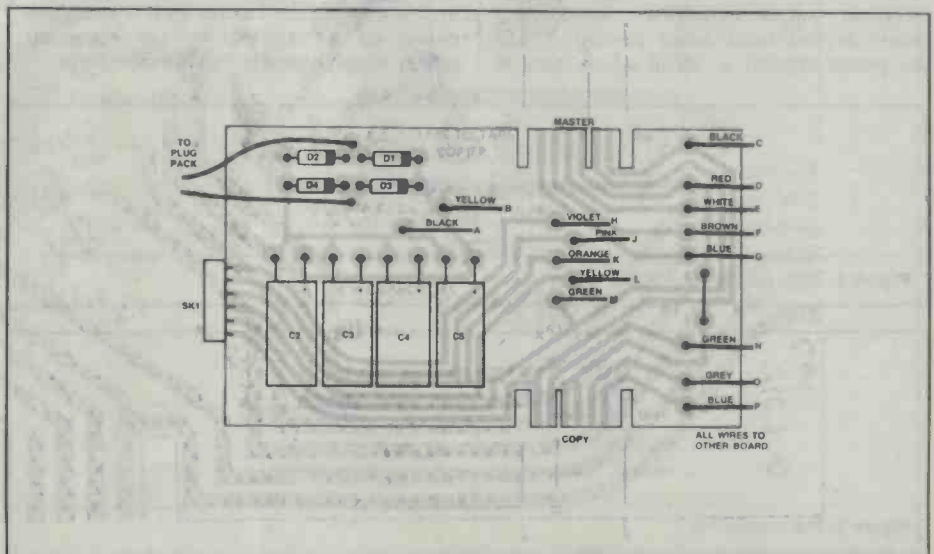 MASTER
TO
PLUG
PACK
D2
D1
D4
D3
BLACK C
RED D
WHITE E
BROWN F
BLUE G
YELLOW B
BLACK A
VIOLET H
PINK J
ORANGE K
YELLOW L
GREEN M
SK1
C2
C3
C4
C5
GREEN N
GREY O
BLUE P
COPY
ALL WIRES TO
OTHER BOARD